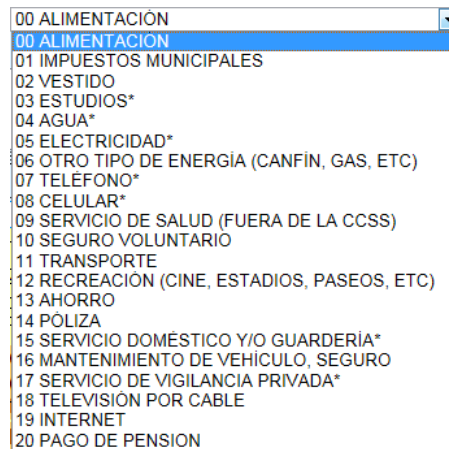 00 ALIMENTACIÓN
00 ALIMENTACIÓN
01 IMPUESTOS MUNICIPALES
02 VESTIDO
03 ESTUDIOS*
04 AGUA*
05 ELECTRICIDAD*
06 OTRO TIPO DE ENERGÍA (CANFÍN, GAS, ETC)
07 TELÉFONO*
08 CELULAR*
09 SERVICIO DE SALUD (FUERA DE LA CCSS)
10 SEGURO VOLUNTARIO
11 TRANSPORTE
12 RECREACIÓN (CINE, ESTADIOS, PASEOS, ETC)
13 AHORRO
14 PÓLIZA
15 SERVICIO DOMÉSTICO Y/O GUARDERÍA*
16 MANTENIMIENTO DE VEHÍCULO, SEGURO
17 SERVICIO DE VIGILANCIA PRIVADA*
18 TELEVISIÓN POR CABLE
19 INTERNET
20 PAGO DE PENSION